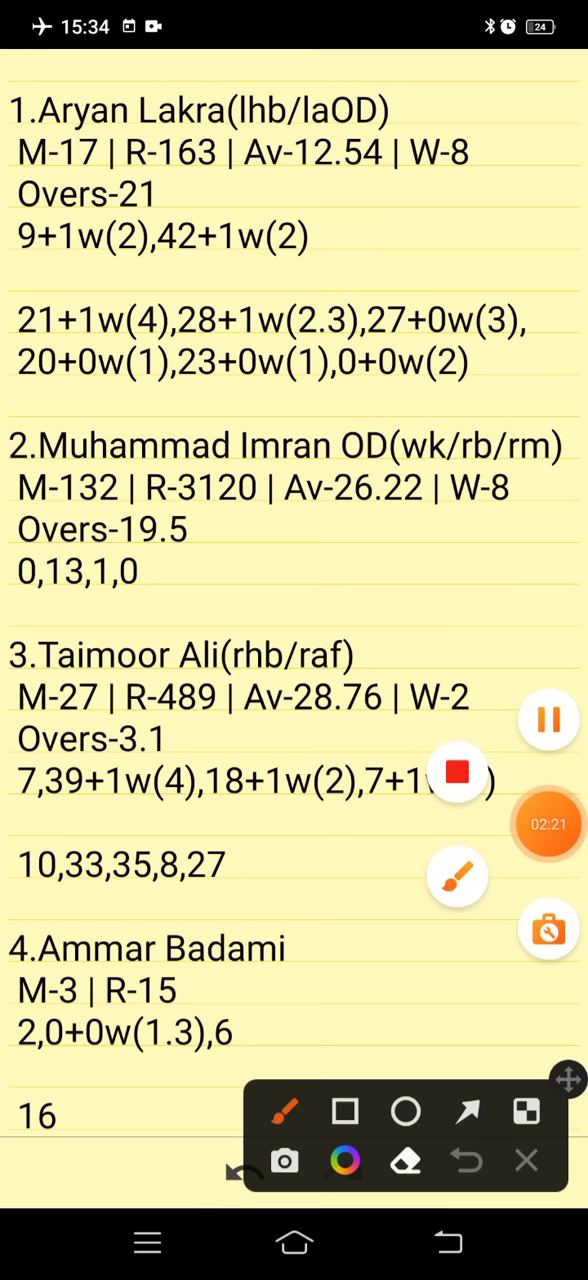 15:34
24
1.Aryan Lakra(lhb/laOD)
M-17 | R-163 | Av-12.54 | W-8
Overs-21
9+1w(2),42+1w(2)
21+1w(4),28+1w(2.3),27+0w(3),
20+0w(1),23+0w(1),0+0w(2)
2.Muhammad Imran OD(wk/rb/rm)
M-132 | R-3120 | Av-26.22 | W-8
Overs-19.5
0,13,1,0
3.Taimoor Ali(rhb/raf)
M-27 | R-489 | Av-28.76 | W-2
Overs-3.1
7,39+1w(4),18+1w(2),7+1 )
02:21
10,33,35,8,27
4.Ammar Badami
M-3 | R-15
2,0+0w(1.3),6
16